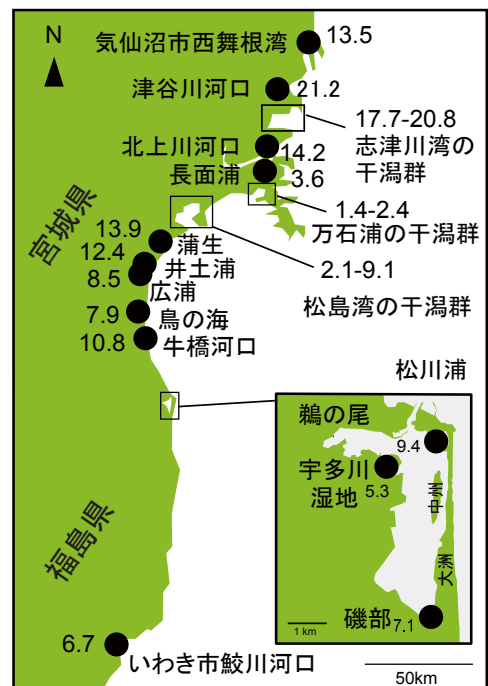 N
気仙沼市西舞根湾
13.5
津谷川河口
21.2
17.7-20.8
志津川湾の
干潟群
北上川河口
14.2
長面浦
3.6
1.4-2.4
万石浦の干潟群
宮城県
13.9
蒲生
12.4
井土浦
8.5
広浦
2.1-9.1
松島湾の干潟群
7.9
鳥の海
10.8
牛橋河口
松川浦
鵜の尾
9.4
宇多川
湿地
5.3
中州
大洲
磯部
7.1
1 km
福島県
6.7
いわき市鮫川河口
50km